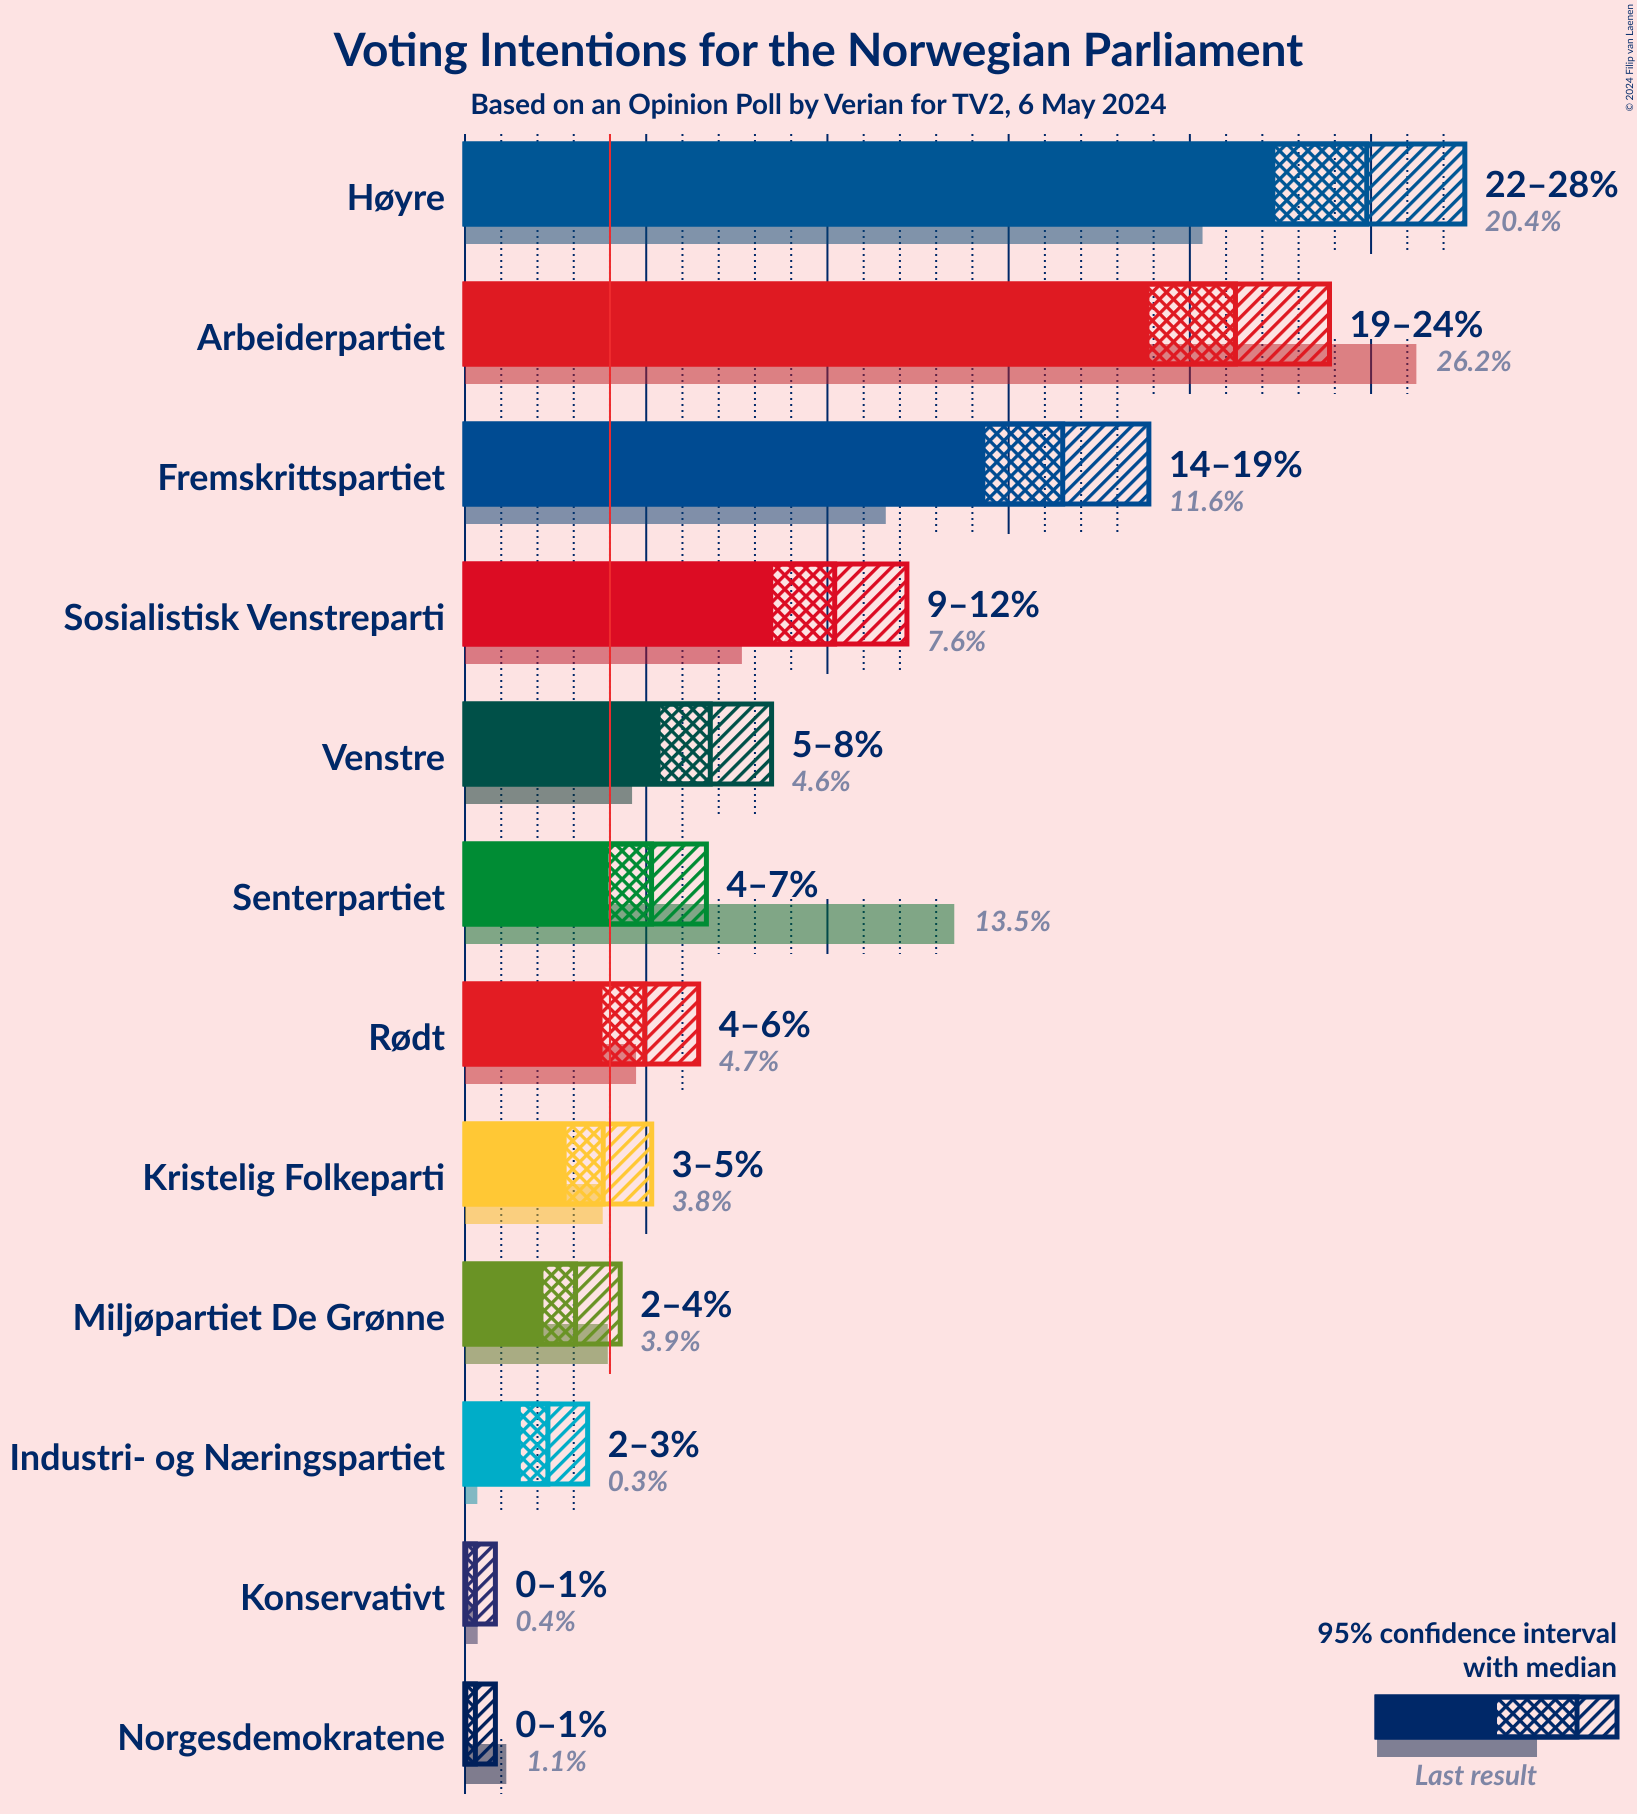 © 2024 Filip van Laenen
Voting Intentions for the Norwegian Parliament
Based on an Opinion Poll by Verian for TV2, 6 May 2024
Høyre
22–28%
20.4%
Arbeiderpartiet
19–24%
26.2%
Fremskrittspartiet
14–19%
11.6%
Sosialistisk Venstreparti
9–12%
7.6%
Venstre
5–8%
4.6%
Senterpartiet
4–7%
13.5%
Rødt
4–6%
4.7%
Kristelig Folkeparti
3–5%
3.8%
Miljøpartiet De Grønne
2–4%
3.9%
Industri- og Næringspartiet
2–3%
0.3%
Konservativt
0–1%
0.4%
Norgesdemokratene
0–1%
1.1%
95% confidence interval
with median
Last result